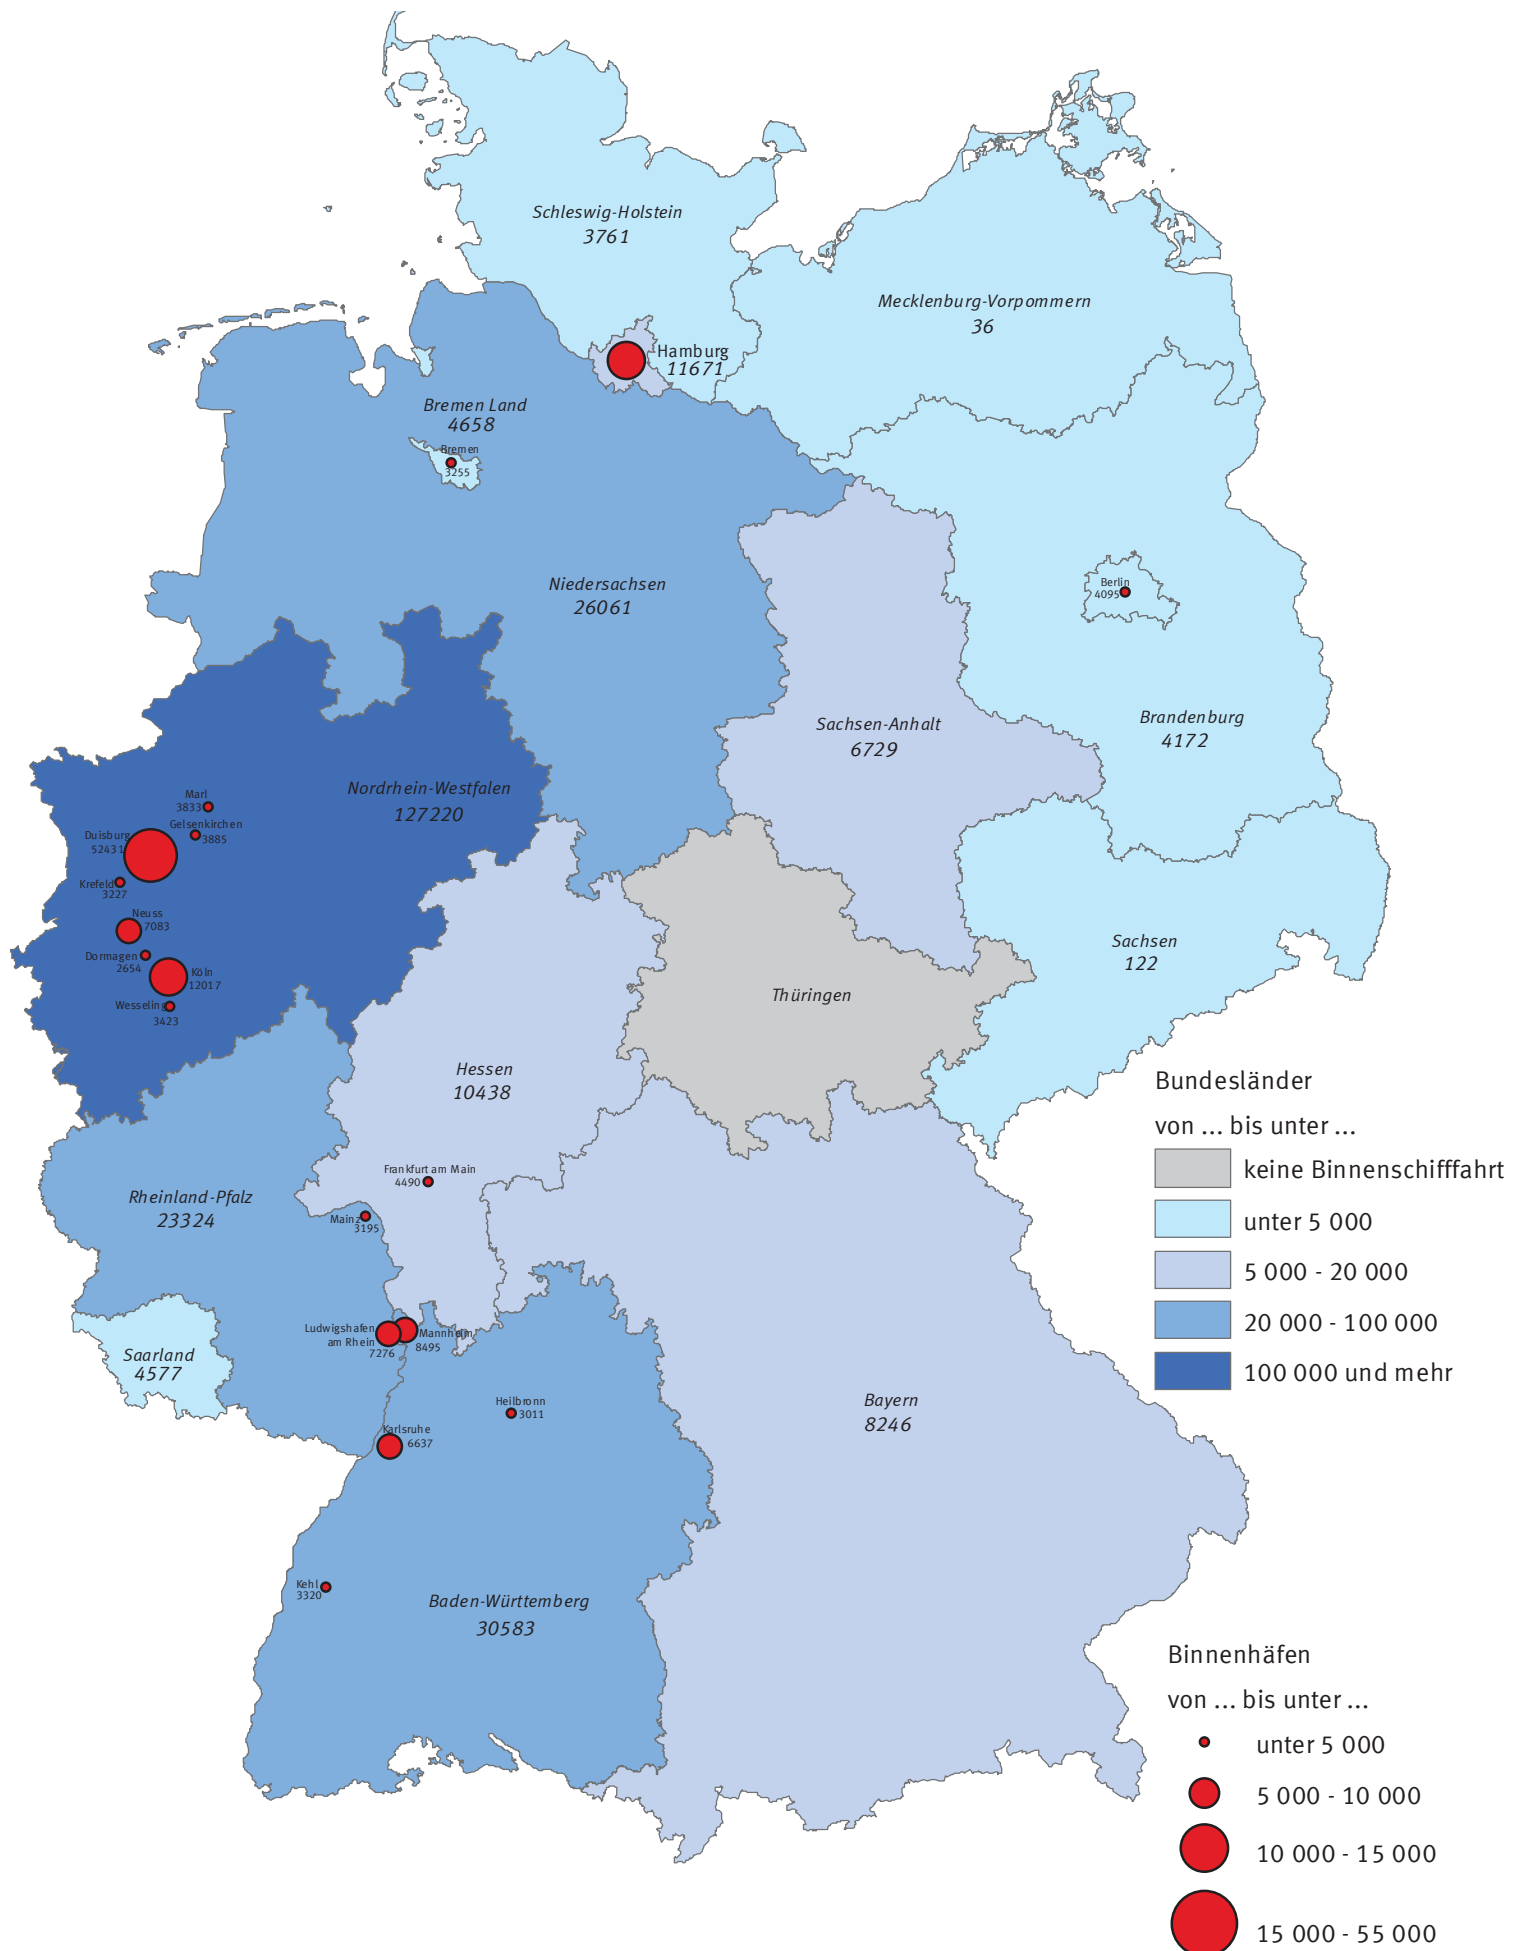 Schleswig-Holstein
3761
Mecklenburg-Vorpommern
36
Hamburg
11671
Bremen Land
4658
Bremen
3255
Niedersachsen
26061
Berlin
4095
Sachsen-Anhalt
6729
Brandenburg
4172
Nordrhein-Westfalen
127220
Marl
3833
Gelsenkirchen
3885
Duisburg
52431
Krefeld
3227
Neuss
7083
Dormagen
2654
Köln
12017
Wesseling
3423
Sachsen
122
Thüringen
Hessen
10438
Frankfurt am Main
4490
Rheinland-Pfalz
23324
Mainz
3195
Ludwigshafen
am Rhein
7276
Mannheim
8495
Saarland
4577
Heilbronn
3011
Karlsruhe
6637
Bayern
8246
Kehl
3320
Baden-Württemberg
30583
Bundesländer
von ... bis unter ...
keine Binnenschifffahrt
unter 5 000
5 000 - 20 000
20 000 - 100 000
100 000 und mehr
Binnenhäfen
von ... bis unter ...
unter 5 000
5 000 - 10 000
10 000 - 15 000
15 000 - 55 000